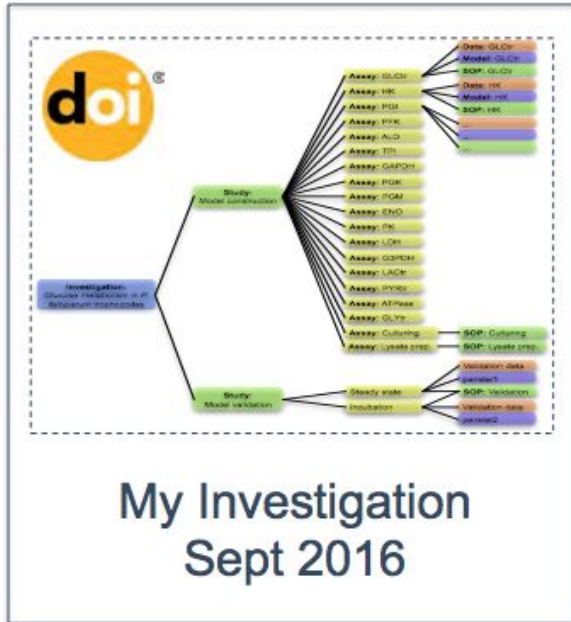 doi
Data: GLCtr
Model: GLCtr
Assay: GLCtr
SOP: GLCtr
Assay: HK
Data: HK
Model: HK
Assay: PGI
SOP: HK
Assay: PFK
...
Assay: ALD
...
Assay: TPI
...
Assay: GAPDH
Study:
Model construction
Assay: PGK
Assay: PGM
Assay: ENO
Assay: PK
Assay: LDH
Assay: G3PDH
Investigation:
Glucose metabolism in P.
falciparum trophozoites
Assay: LACtr
Assay: PYRtr
Assay: ATPase
Assay: GLYtr
Assay: Culturing
SOP: Culturing
Assay: Lysate prep.
SOP: Lysate prep.
Validation data
Study:
Model validation
Steady state
SOP: Validation
Incubation
Validation data
My Investigation
Sept 2016